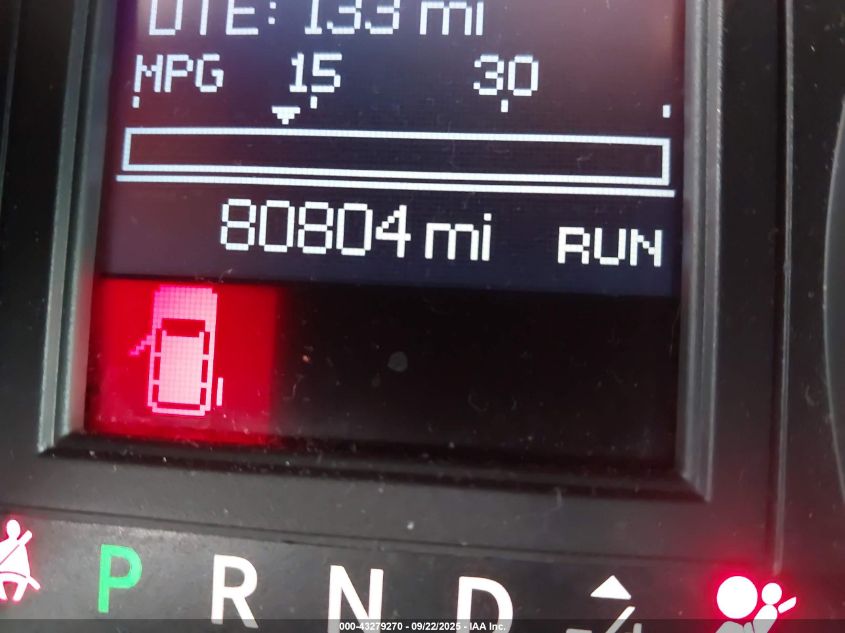 DTE: 133 mi
MPG 15 30
80804 mi RUN
P R N D
000-43279270 - 09/22/2025 - IAA Inc.